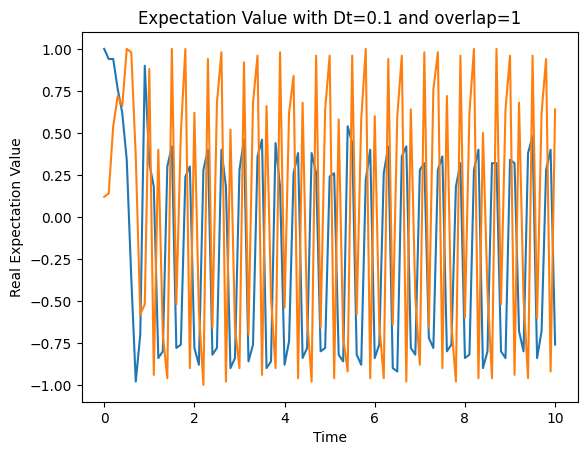 Expectation Value with Dt=0.1 and overlap=1
Real Expectation Value
1.00
0.75
0.50
0.25
0.00
−0.25
−0.50
−0.75
−1.00
0 2 4 6 8 10
Time